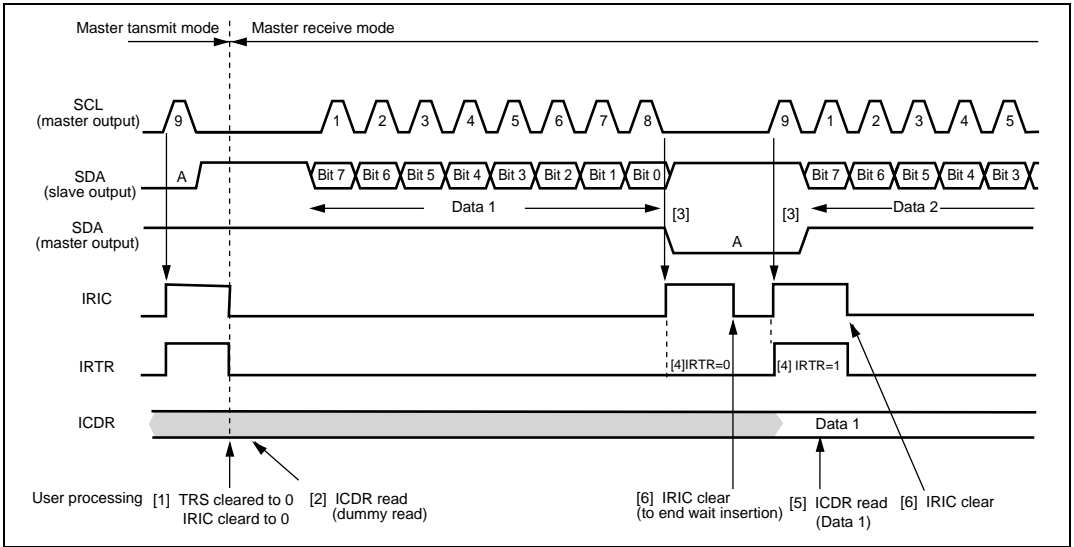 Master tansmit mode
Master receive mode
SCL
(master output)
9 1 2 3 4 5 6 7 8 9 1 2 3 4 5
SDA
(slave output)
A Bit 7 Bit 6 Bit 5 Bit 4 Bit 3 Bit 2 Bit 1 Bit 0 Bit 7 Bit 6 Bit 5 Bit 4 Bit 3
Data 1 [3] [3] Data 2
SDA
(master output)
A
IRIC
IRTR
[4]IRTR=0 [4] IRTR=1
ICDR
Data 1
User processing
[1] TRS cleared to 0
IRIC cleard to 0
[2] ICDR read
(dummy read)
[6] IRIC clear
(to end wait insertion)
[5] ICDR read
(Data 1)
[6] IRIC clear